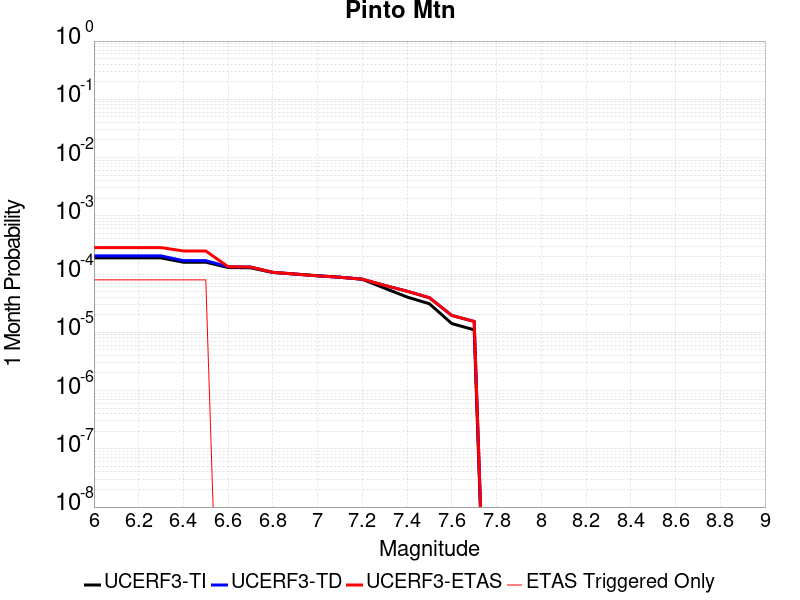 Pinto Mtn
10^0
10^-1
10^-2
10^-3
10^-4
10^-5
10^-6
10^-7
10^-8
1 Month Probability
6 6.2 6.4 6.6 6.8 7 7.2 7.4 7.6 7.8 8 8.2 8.4 8.6 8.8 9
Magnitude
UCERF3-TI UCERF3-TD UCERF3-ETAS ETAS Triggered Only